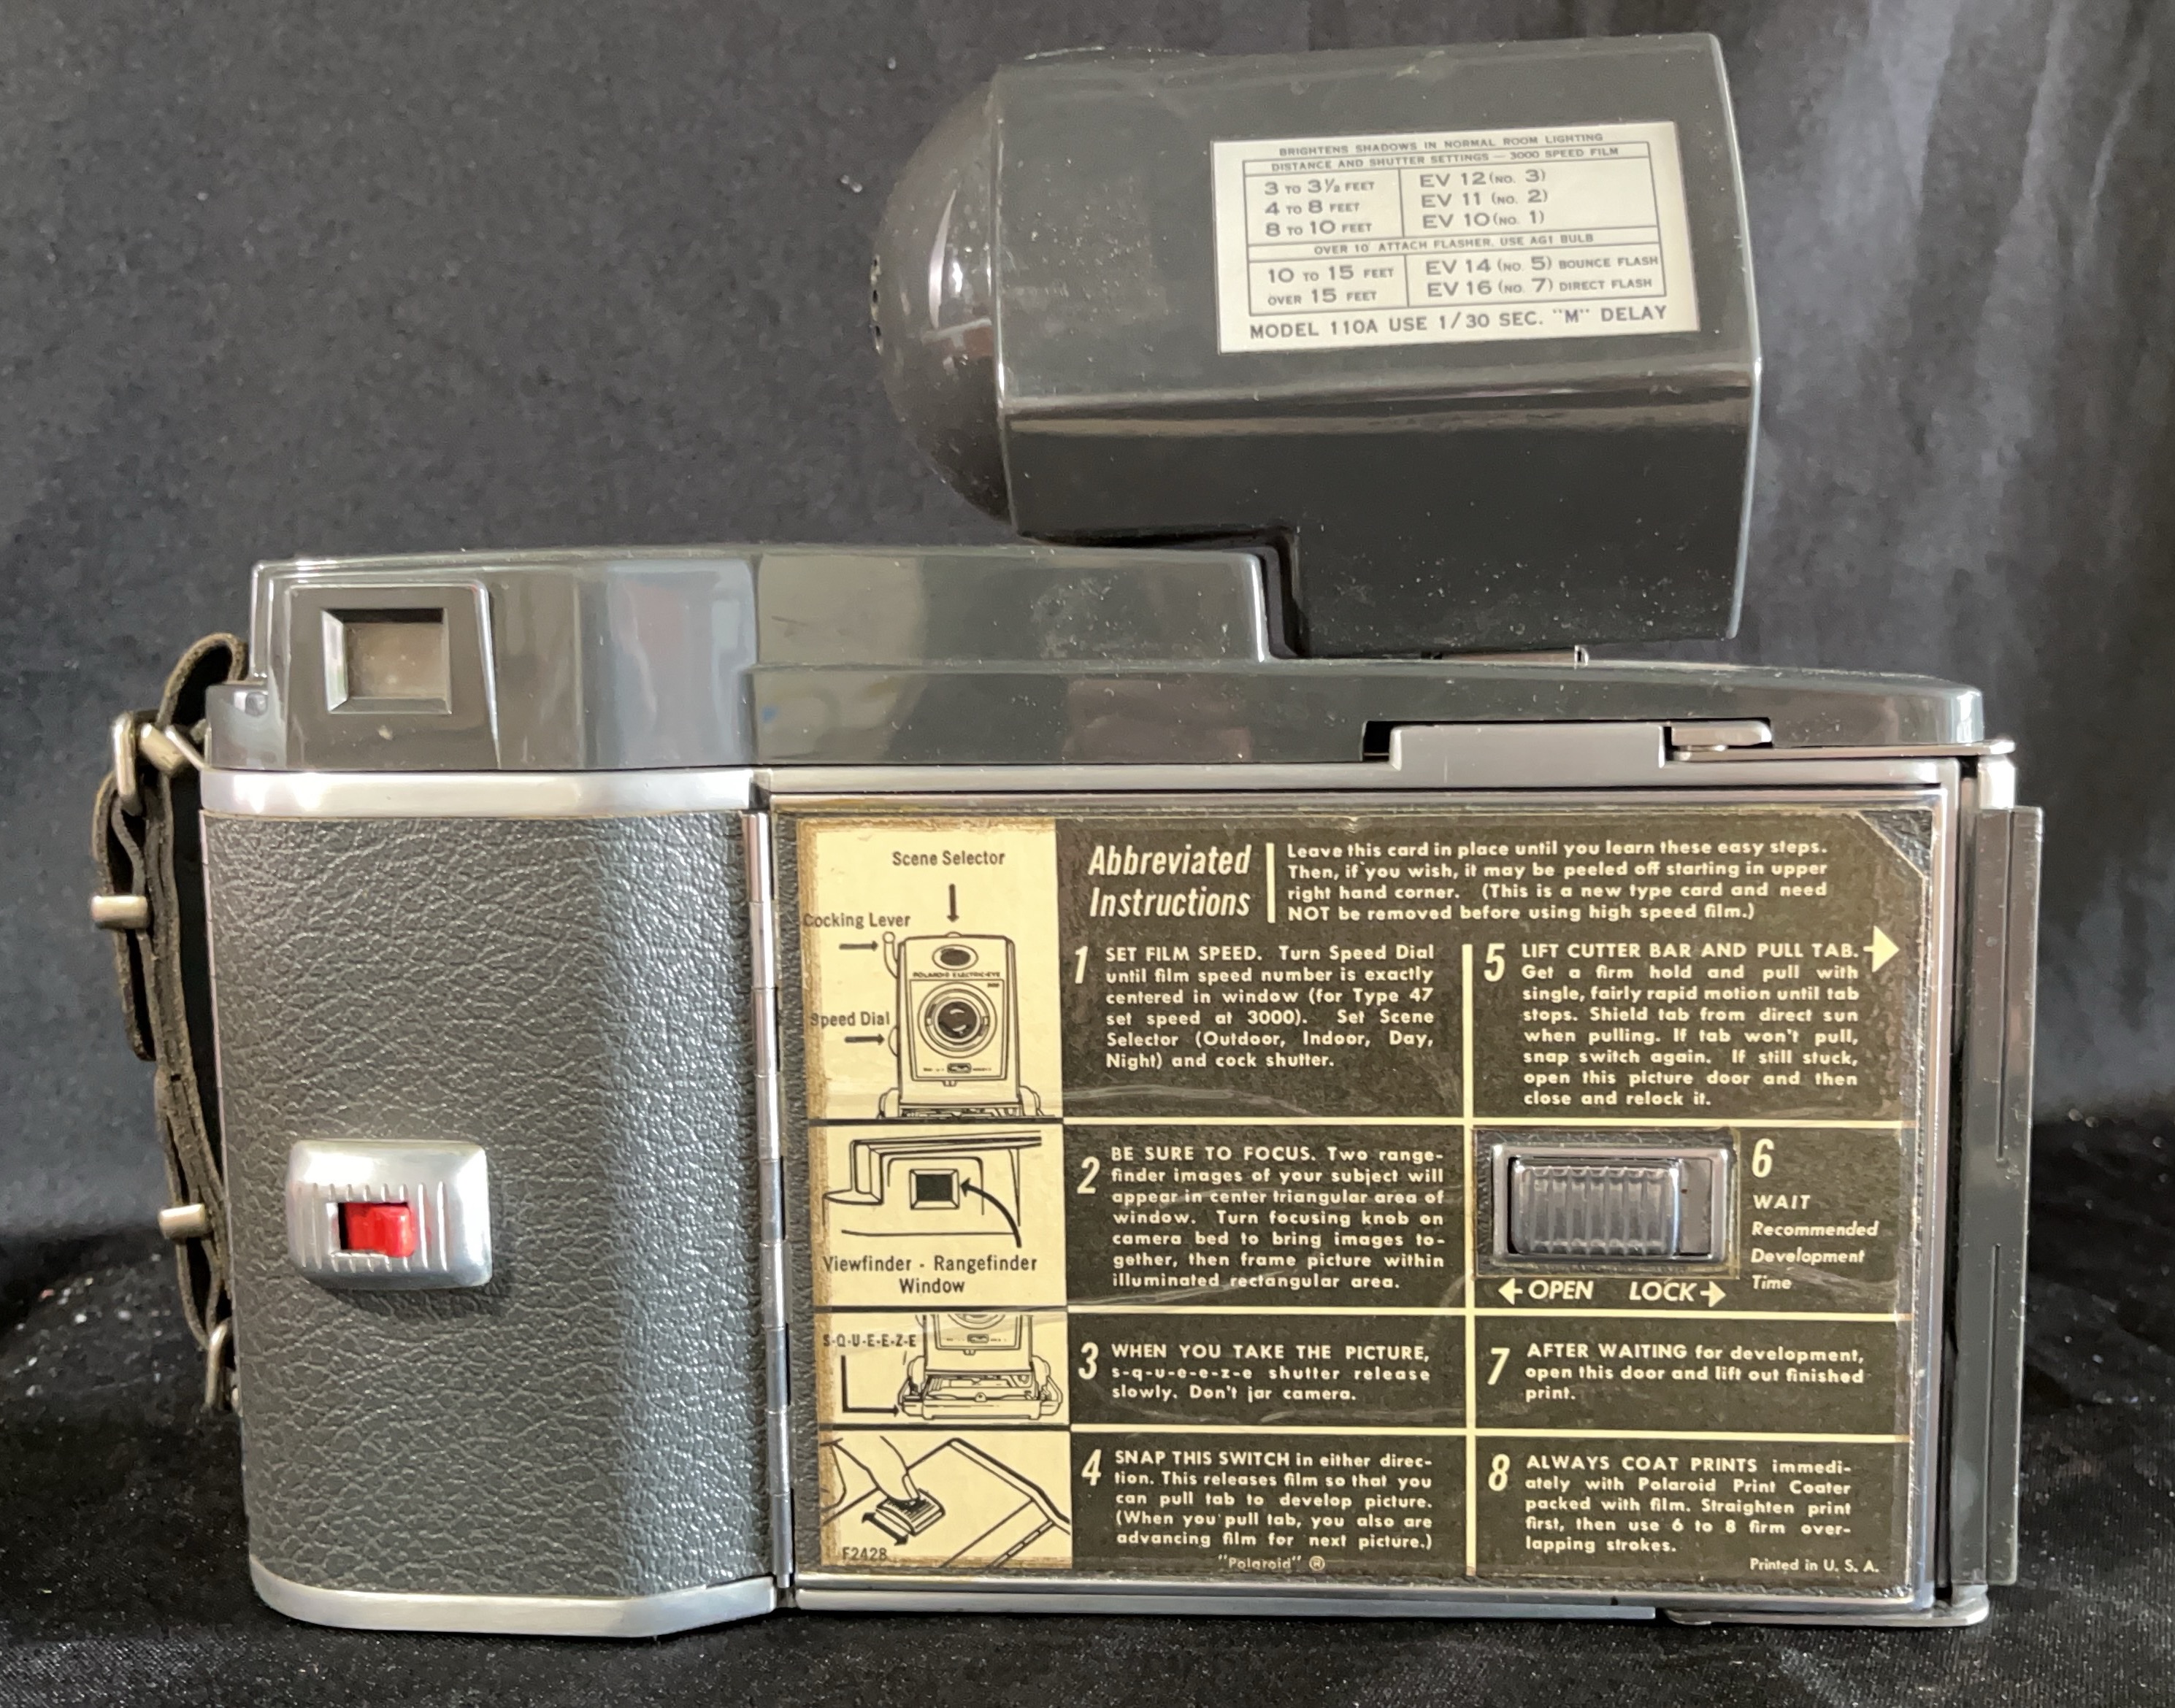 BRIGHTENS SHADOWS IN NORMAL ROOM LIGHTING
DISTANCE AND SHUTTER SETTINGS — 3000 SPEED FILM
3 TO 3½ FEET EV 12 (NO. 3)
4 TO 8 FEET EV 11 (NO. 2)
8 TO 10 FEET EV 10 (NO. 1)
OVER 10' ATTACH FLASHER, USE AG1 BULB
10 TO 15 FEET EV 14 (NO. 5) BOUNCE FLASH
OVER 15 FEET EV 16 (NO. 7) DIRECT FLASH
MODEL 110A USE 1/30 SEC. "M" DELAY
Scene Selector
Cocking Lever
POLAROID ELECTRIC-EYE
Speed Dial
Viewfinder - Rangefinder
Window
S-Q-U-E-E-Z-E
F2428
Abbreviated
Instructions
Leave this card in place until you learn these easy steps.
Then, if you wish, it may be peeled off starting in upper
right hand corner. (This is a new type card and need
NOT be removed before using high speed film.)
1 SET FILM SPEED. Turn Speed Dial
until film speed number is exactly
centered in window (for Type 47
set speed at 3000). Set Scene
Selector (Outdoor, Indoor, Day,
Night) and cock shutter.
2 BE SURE TO FOCUS. Two range-
finder images of your subject will
appear in center triangular area of
window. Turn focusing knob on
camera bed to bring images to-
gether, then frame picture within
illuminated rectangular area.
3 WHEN YOU TAKE THE PICTURE,
s-q-u-e-e-z-e shutter release
slowly. Don't jar camera.
4 SNAP THIS SWITCH in either direc-
tion. This releases film so that you
can pull tab to develop picture.
(When you pull tab, you also are
advancing film for next picture.)
"Polaroid" ®
5 LIFT CUTTER BAR AND PULL TAB.
Get a firm hold and pull with
single, fairly rapid motion until tab
stops. Shield tab from direct sun
when pulling. If tab won't pull,
snap switch again. If still stuck,
open this picture door and then
close and relock it.
6
WAIT
Recommended
Development
Time
OPEN LOCK
7 AFTER WAITING for development,
open this door and lift out finished
print.
8 ALWAYS COAT PRINTS immedi-
ately with Polaroid Print Coater
packed with film. Straighten print
first, then use 6 to 8 firm over-
lapping strokes.
Printed in U. S. A.